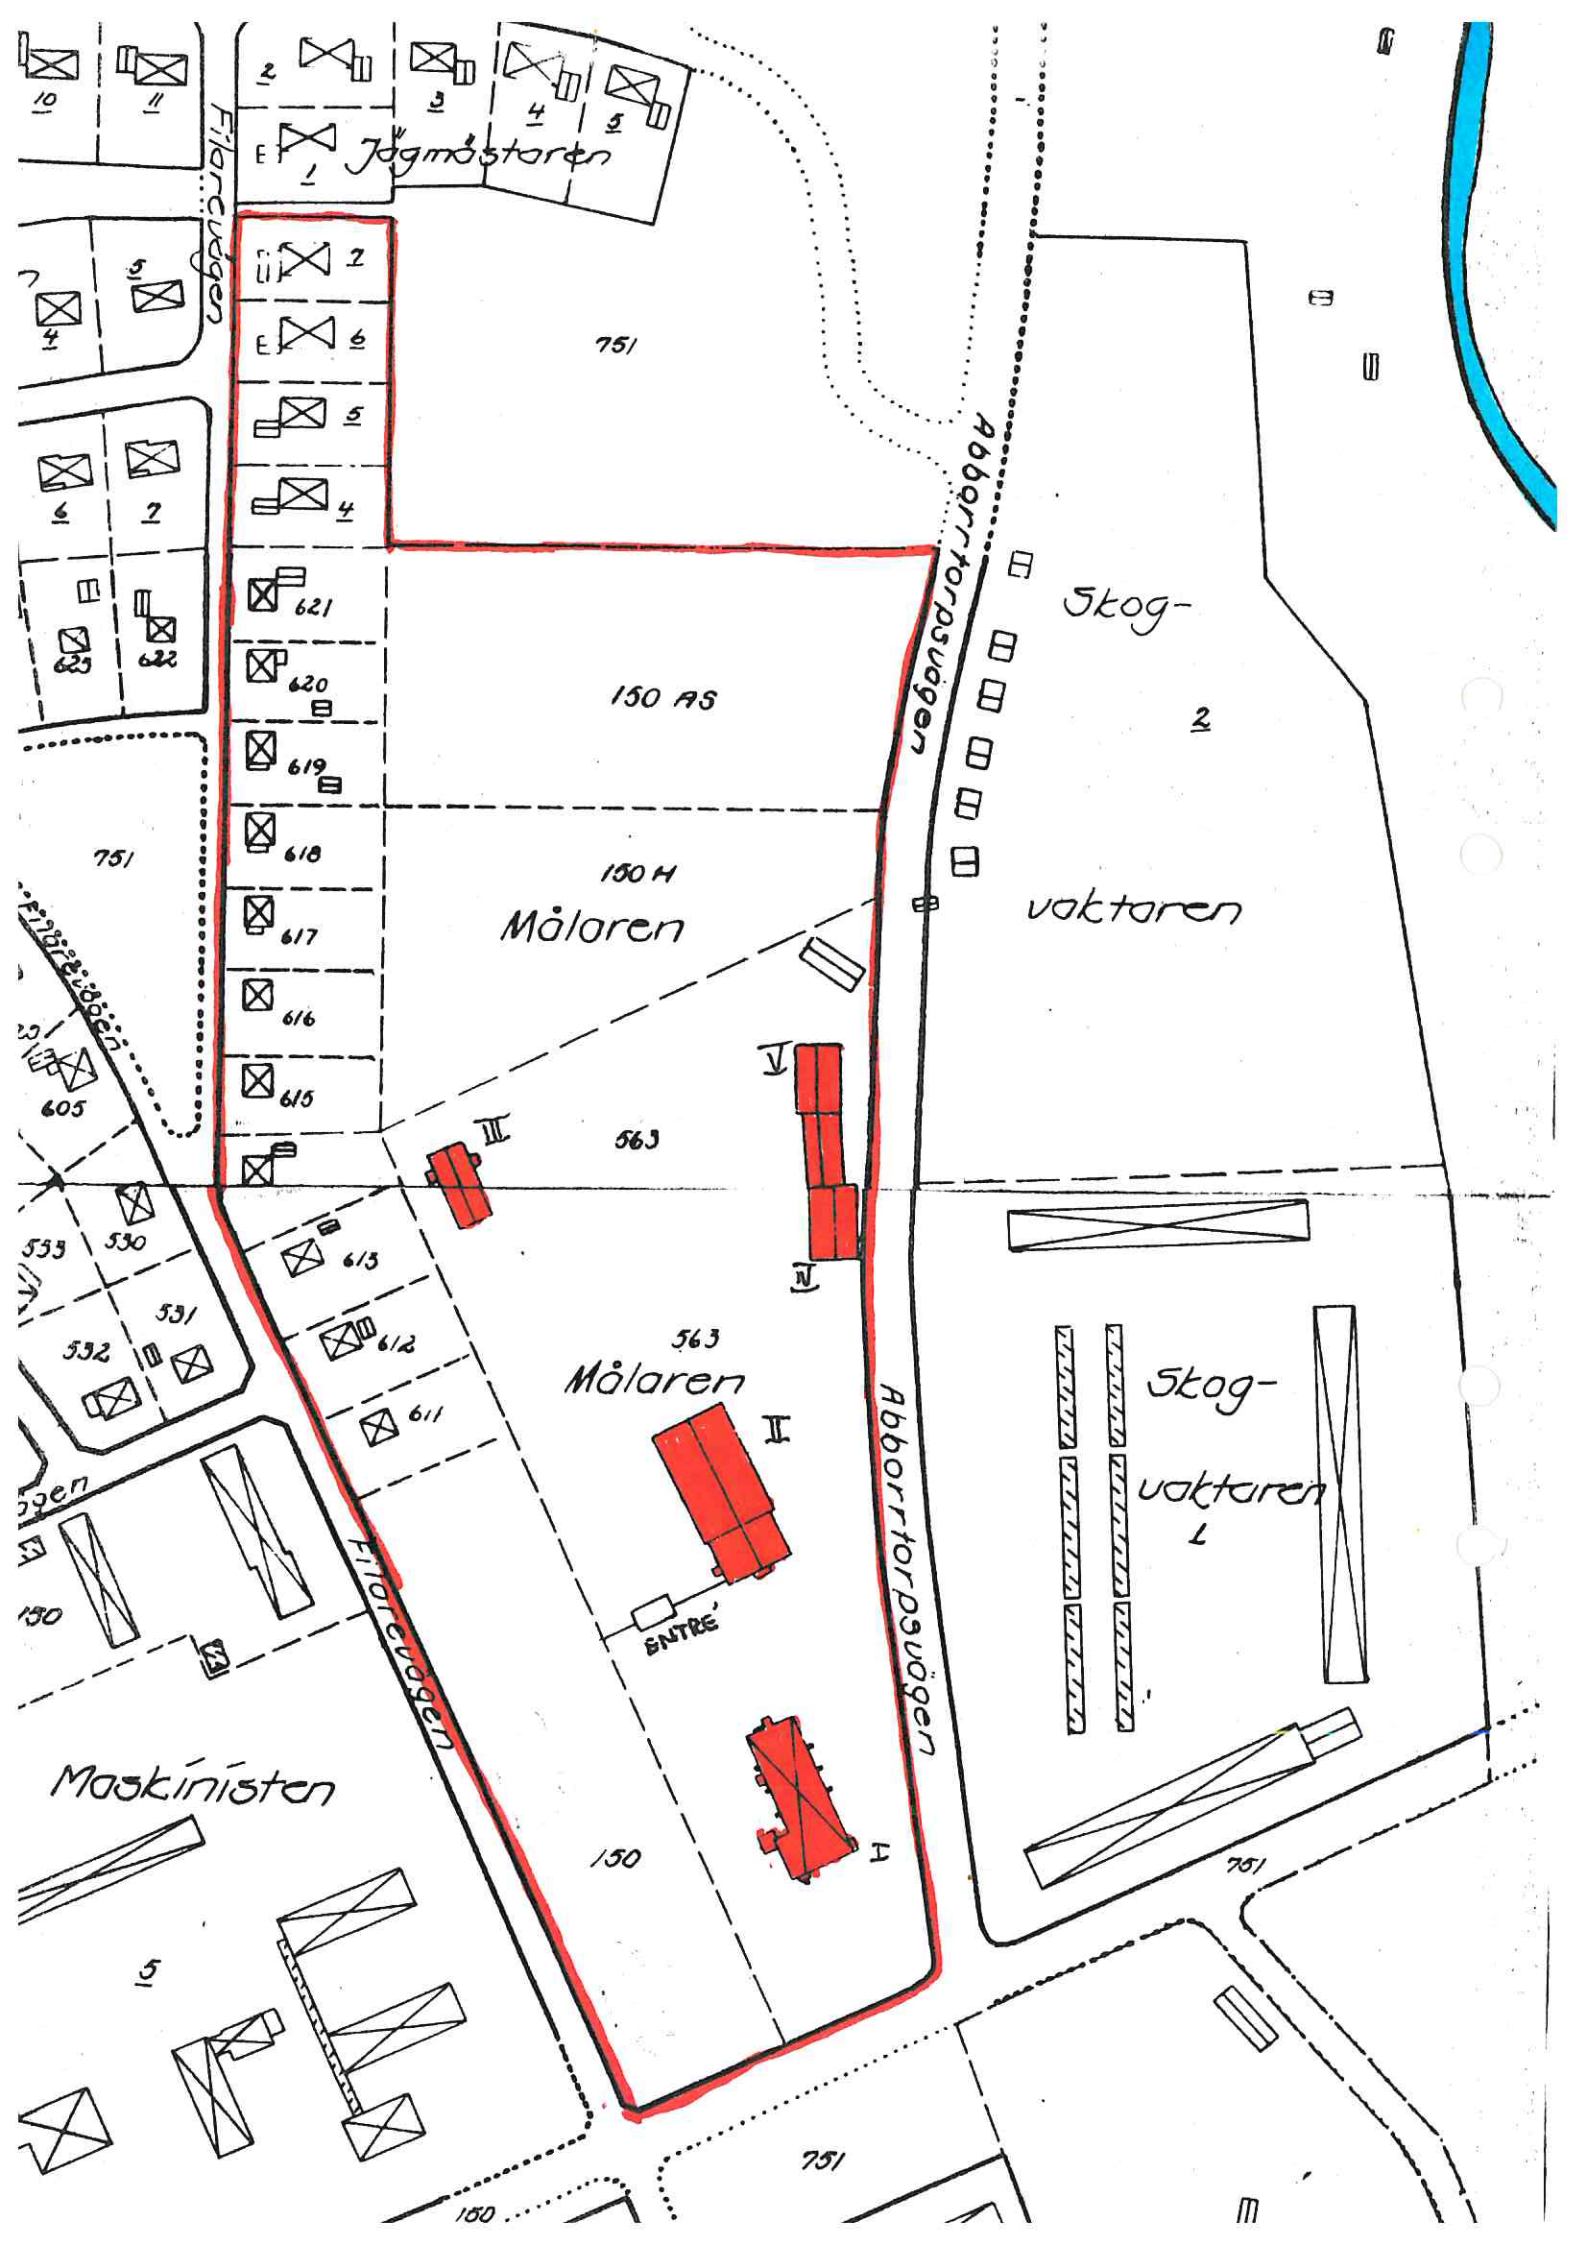 2
10
11
3
4
5
Jägmästaren
1
Filarevägen
5
7
4
6
751
5
6
7
4
Abborrtorpsvägen
621
Skog-
623
622
620
150 AS
2
619
751
618
150 H
617
Målaren
vaktaren
Filarevägen
616
V
605
615
III
563
533
530
613
IV
531
612
563
532
Målaren
Skog-
611
II
Abborrtorpsvägen
vaktaren
1
Filarevägen
ENTRÉ
Maskinisten
150
I
751
5
751
150